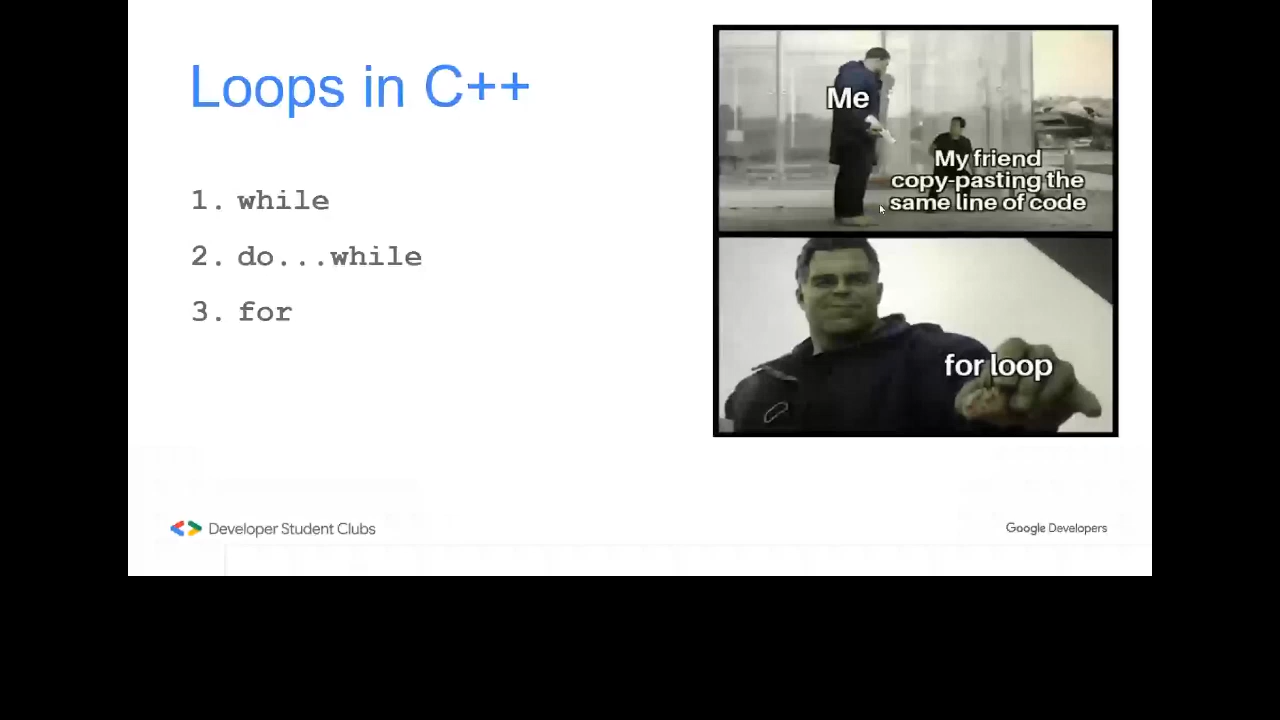 Loops in C++
1. while
2. do...while
3. for
Me
My friend
copy-pasting the
same line of code
for loop
Developer Student Clubs
Google Developers